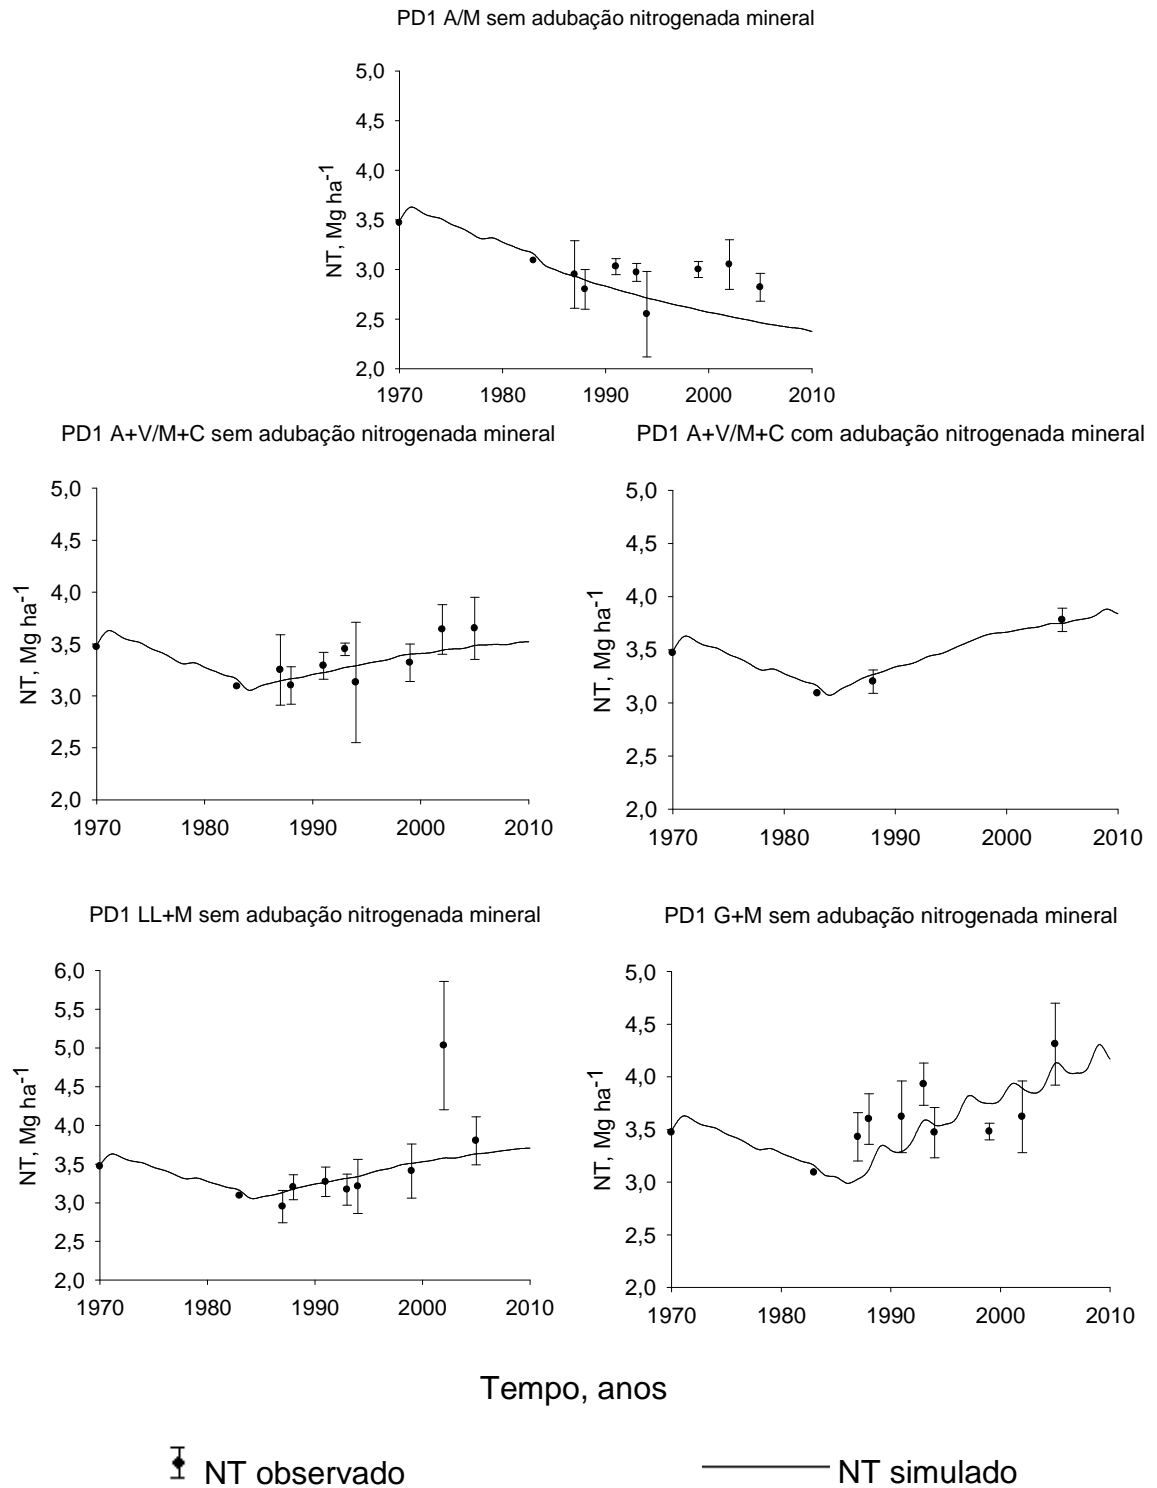 PD1 A/M sem adubação nitrogenada mineral
5,0
4,5
4,0
3,5
3,0
2,5
2,0
NT, Mg ha-1
1970 1980 1990 2000 2010
PD1 A+V/M+C sem adubação nitrogenada mineral
5,0
4,5
4,0
3,5
3,0
2,5
2,0
NT, Mg ha-1
1970 1980 1990 2000 2010
PD1 A+V/M+C com adubação nitrogenada mineral
5,0
4,5
4,0
3,5
3,0
2,5
2,0
NT, Mg ha-1
1970 1980 1990 2000 2010
PD1 LL+M sem adubação nitrogenada mineral
6,0
5,5
5,0
4,5
4,0
3,5
3,0
2,5
2,0
NT, Mg ha-1
1970 1980 1990 2000 2010
PD1 G+M sem adubação nitrogenada mineral
5,0
4,5
4,0
3,5
3,0
2,5
2,0
NT, Mg ha-1
1970 1980 1990 2000 2010
Tempo, anos
NT observado
NT simulado